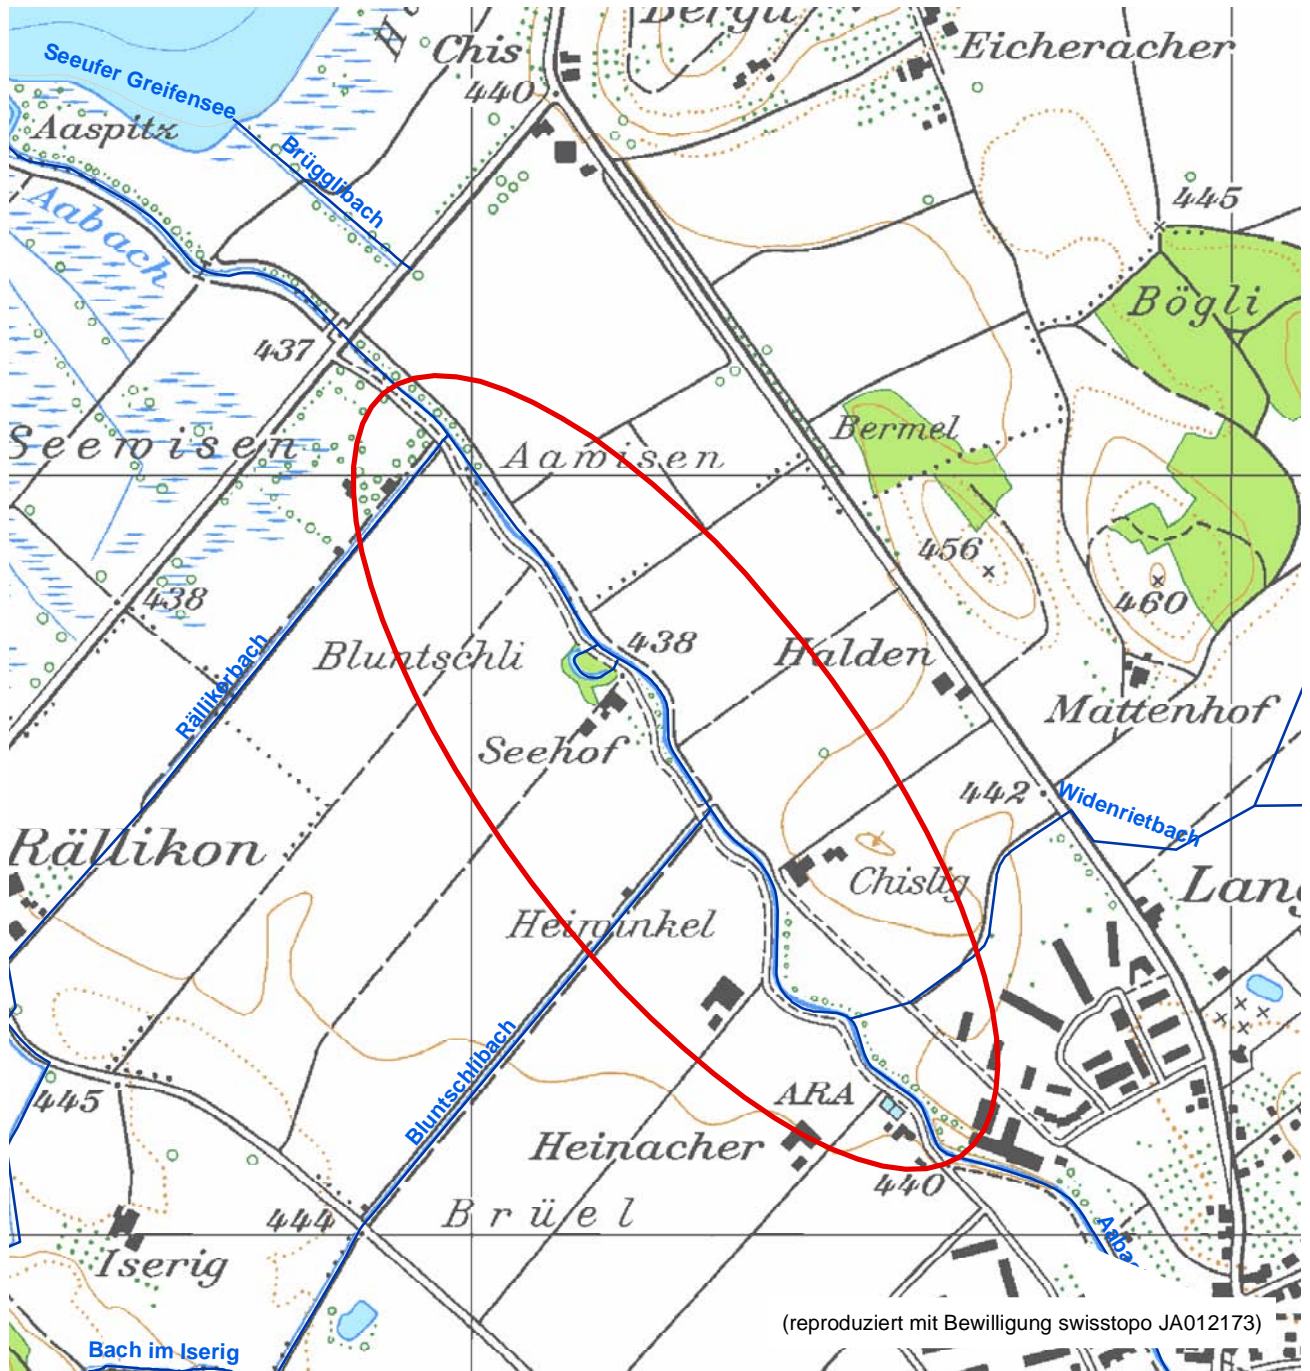 Bergli
Chis
Eicheracher
Seeufer Greifensee
440
Aaspitz
Brügglibach
Aabach
445
Bögli
437
Bermel
Seewisen
Aawisen
456
460
438
438
Bluntschli
Halden
Rällikerbach
Mattenhof
Seehof
442
Widenrietbach
Rällikon
Chislig
Lang
Heiwinkel
Bluntschlibach
ARA
445
Heinacher
440
444
Brüel
Aabac
Iserig
(reproduziert mit Bewilligung swisstopo JA012173)
Bach im Iserig